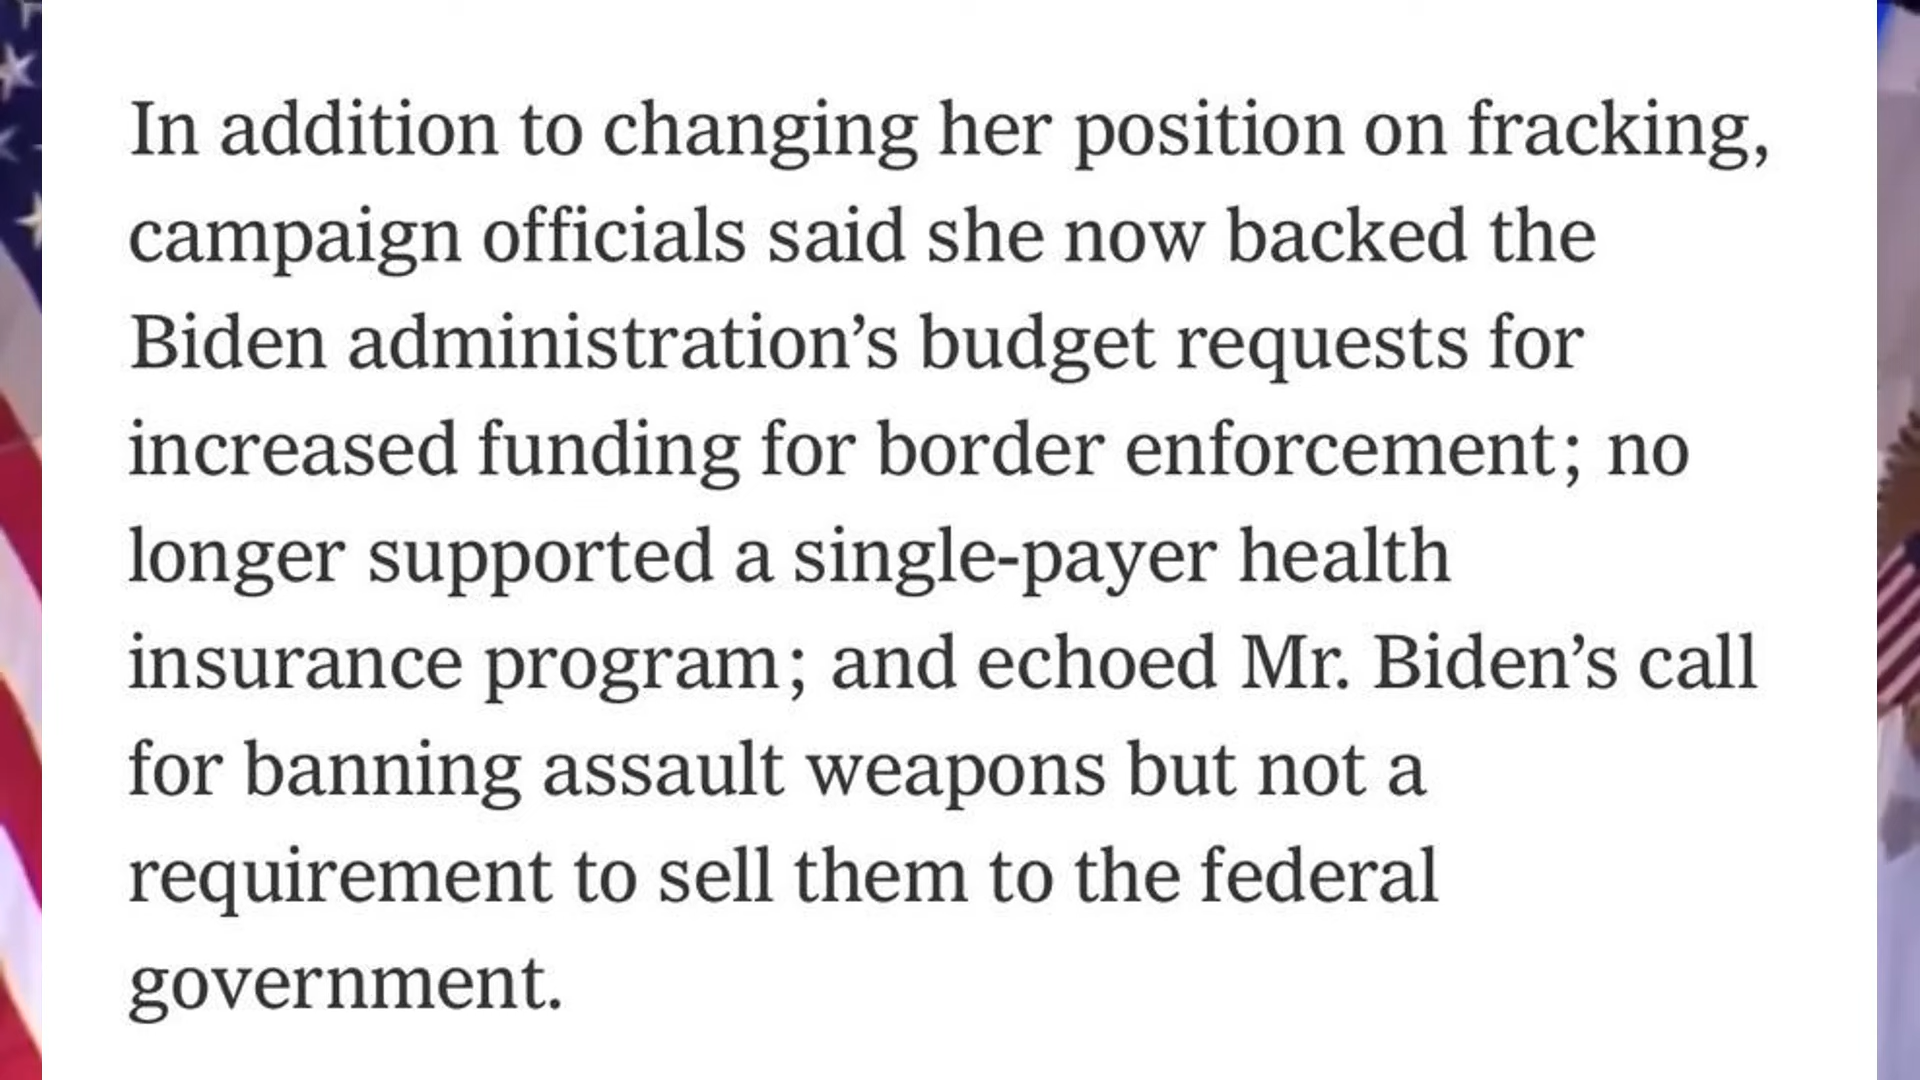 In addition to changing her position on fracking,
campaign officials said she now backed the
Biden administration’s budget requests for
increased funding for border enforcement; no
longer supported a single-payer health
insurance program; and echoed Mr. Biden’s call
for banning assault weapons but not a
requirement to sell them to the federal
government.